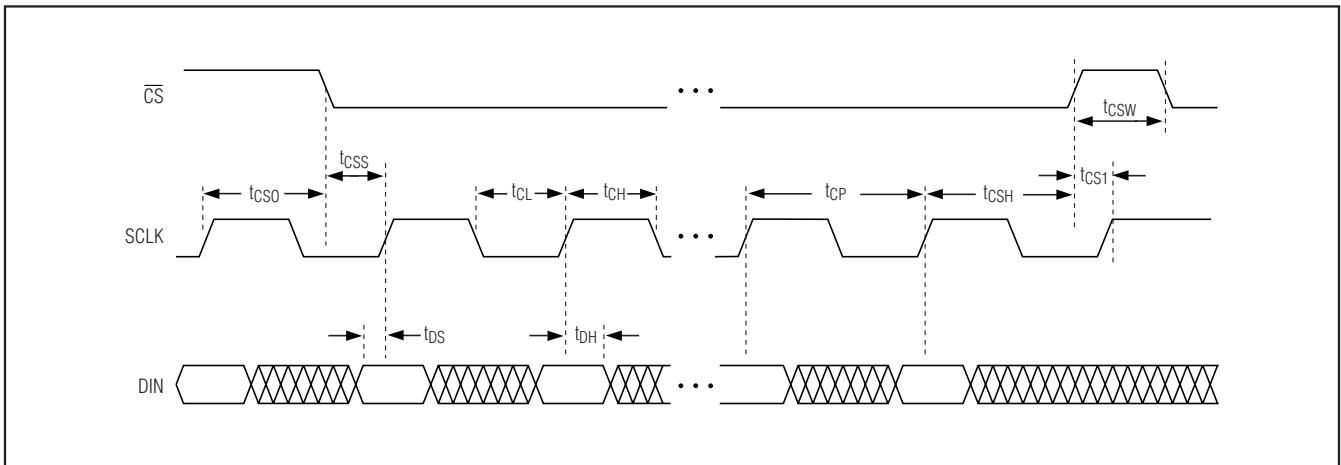 CS
tCSW
tCSS
tCSO
tCL
tCH
tCP
tCSH
tCS1
SCLK
tDS
tDH
DIN